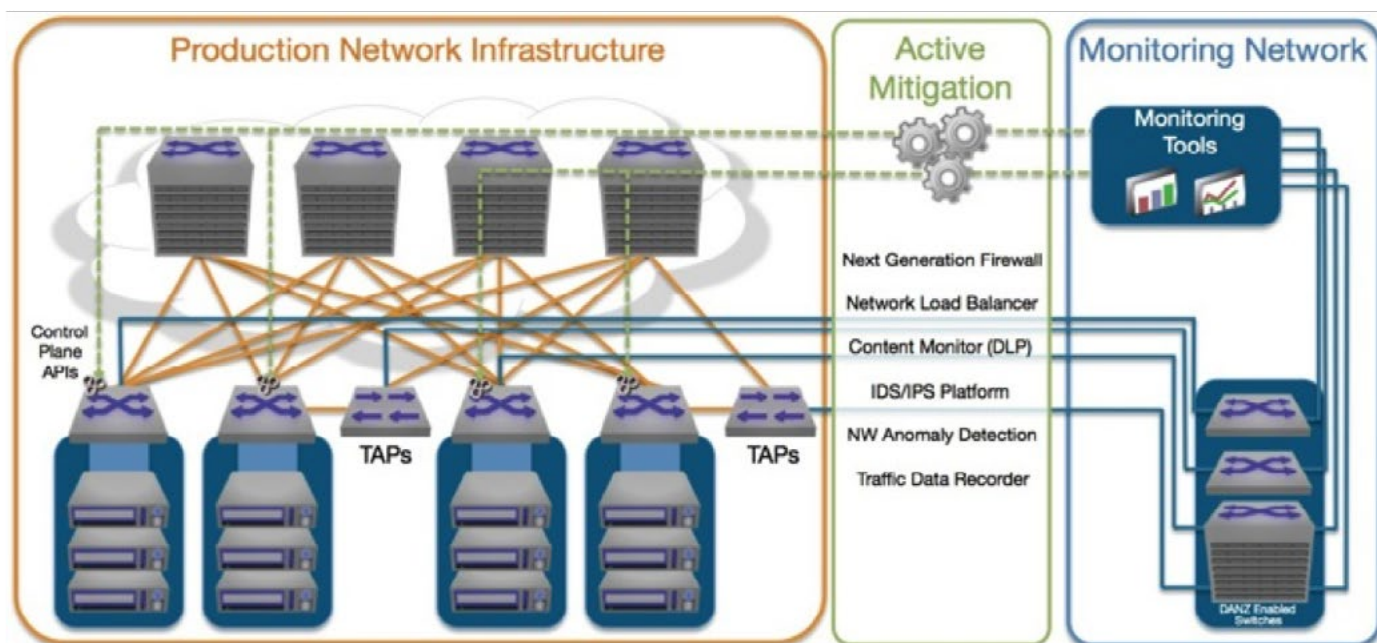 Production Network Infrastructure
Active
Mitigation
Monitoring Network
Monitoring
Tools
Next Generation Firewall
Network Load Balancer
Control
Plane
APIs
Content Monitor (DLP)
IDS/IPS Platform
NW Anomaly Detection
TAPs
TAPs
Traffic Data Recorder
DANZ Enabled
Switches